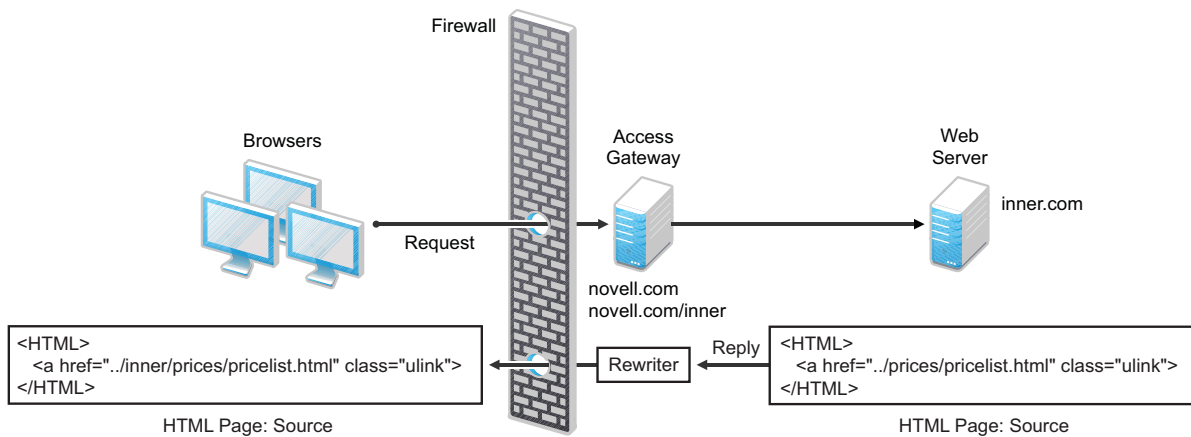 Firewall
Browsers
Access
Gateway
Web
Server
inner.com
Request
novell.com
novell.com/inner
<HTML>
<a href="../inner/prices/pricelist.html" class="ulink">
</HTML>
HTML Page: Source
Rewriter
Reply
<HTML>
<a href="../prices/pricelist.html" class="ulink">
</HTML>
HTML Page: Source